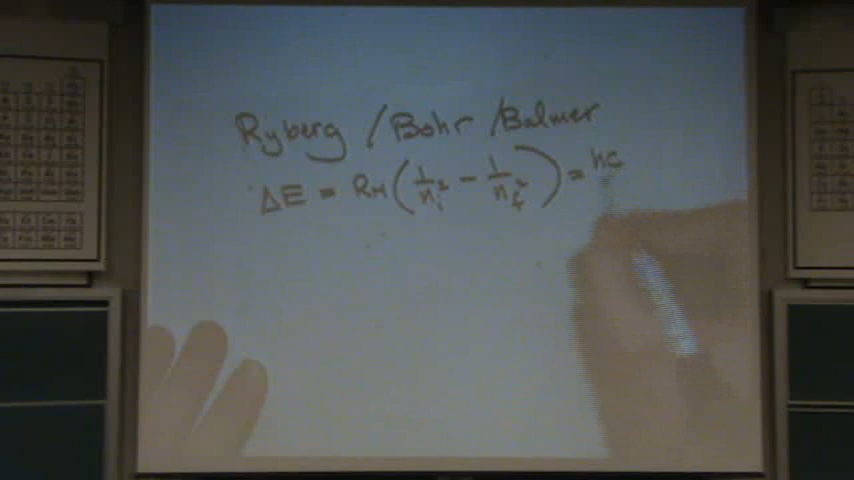 Ryberg / Bohr / Balmer
ΔE = RH(1/ni² - 1/nf²) = hc